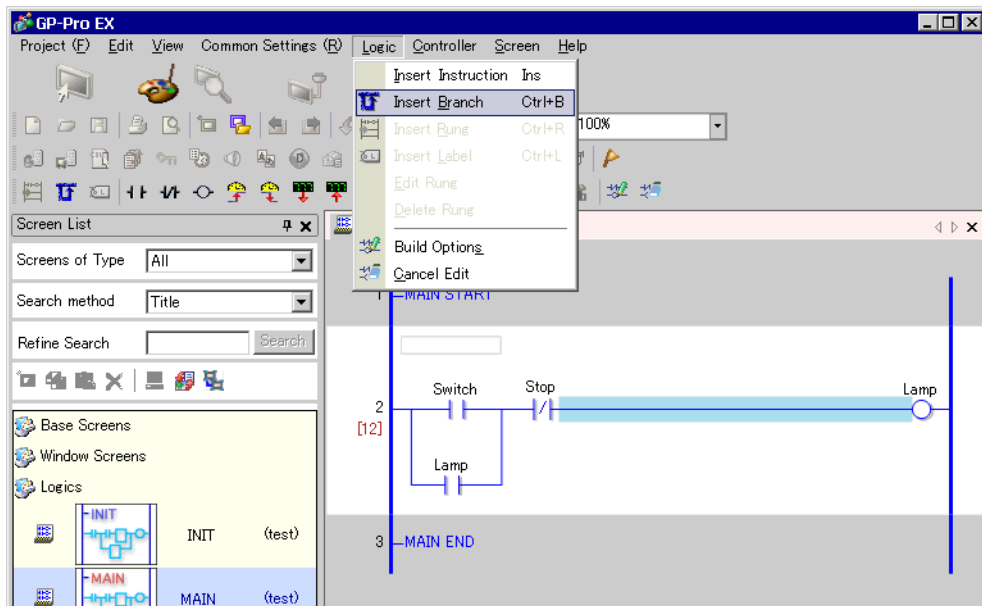 GP-Pro EX
Project (F) Edit View Common Settings (R) Logic Controller Screen Help
Insert Instruction Ins
Insert Branch Ctrl+B
Insert Rung Ctrl+R
100%
Insert Label Ctrl+L
Edit Rung
Delete Rung
Build Options
Cancel Edit
Screen List
Screens of Type All
Search method Title
Refine Search Search
Base Screens
Window Screens
Logics
INIT
INIT (test)
MAIN
MAIN (test)
1 MAIN START
Switch Stop Lamp
2
[12]
Lamp
3 MAIN END